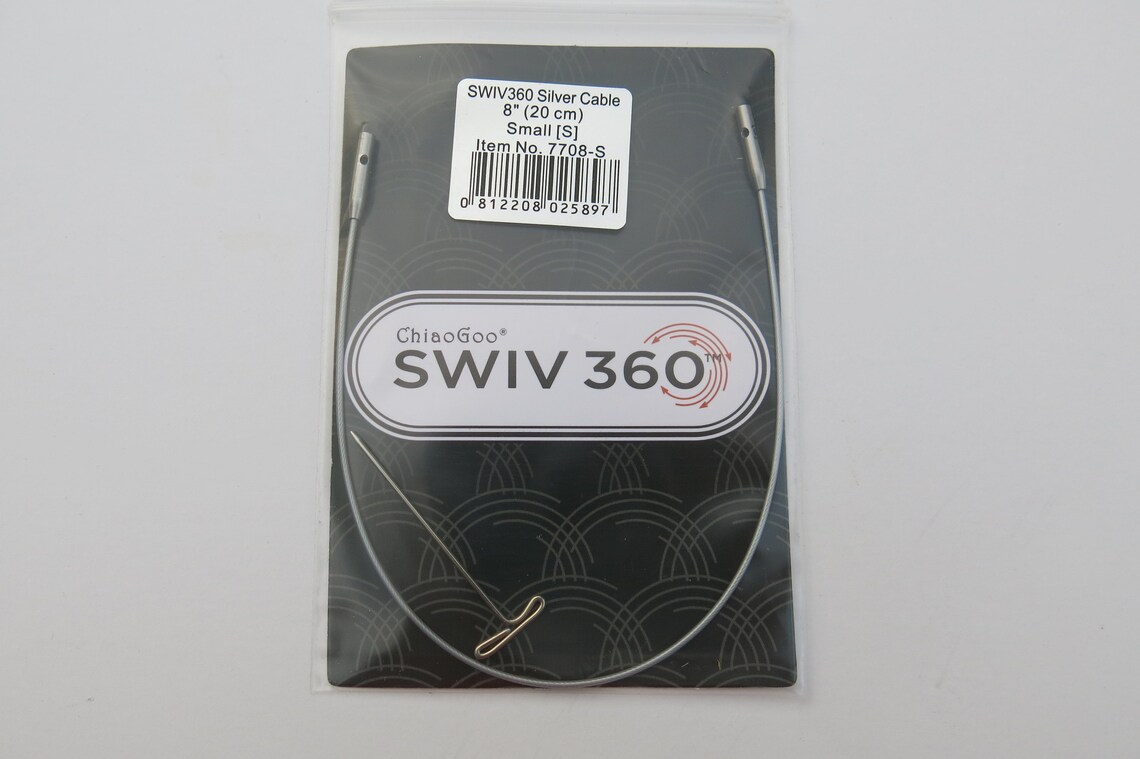 SWIV360 Silver Cable
8" (20 cm)
Small [S]
Item No. 7708-S
0 812208 025897
ChiaoGoo®
SWIV 360™